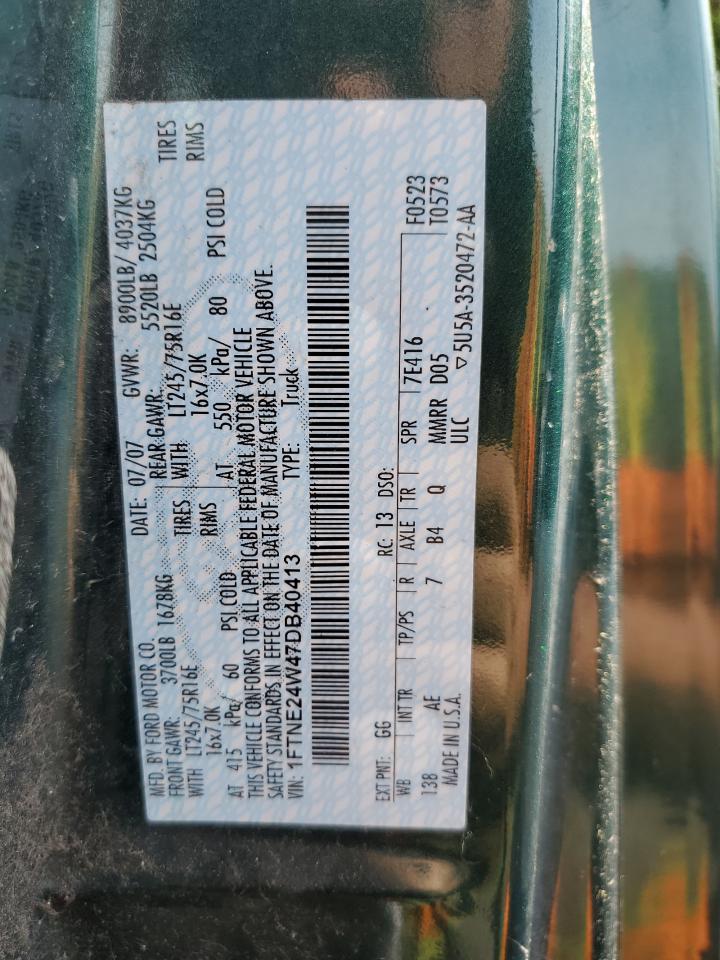 MFD. BY FORD MOTOR CO. DATE: 07/07 GVWR: 8900LB/ 4037KG
FRONT GAWR: 3700LB 1678KG REAR GAWR: 5520LB 2504KG
WITH LT245/75R16E TIRES WITH LT245/75R16E TIRES
16x7.0K RIMS 16x7.0K RIMS
AT 415 kPa/ 60 PSI COLD AT 550 kPa/ 80 PSI COLD
THIS VEHICLE CONFORMS TO ALL APPLICABLE FEDERAL MOTOR VEHICLE
SAFETY STANDARDS IN EFFECT ON THE DATE OF MANUFACTURE SHOWN ABOVE.
VIN: 1FTNE24W47DB40413 TYPE: Truck
EXT PNT: GG RC: 13 DSO: F0523
WB INT TR TP/PS R AXLE TR SPR 7E416 T0573
138 AE 7 B4 Q MMRR D05
MADE IN U.S.A. ULC ▽5U5A-3520472-AA